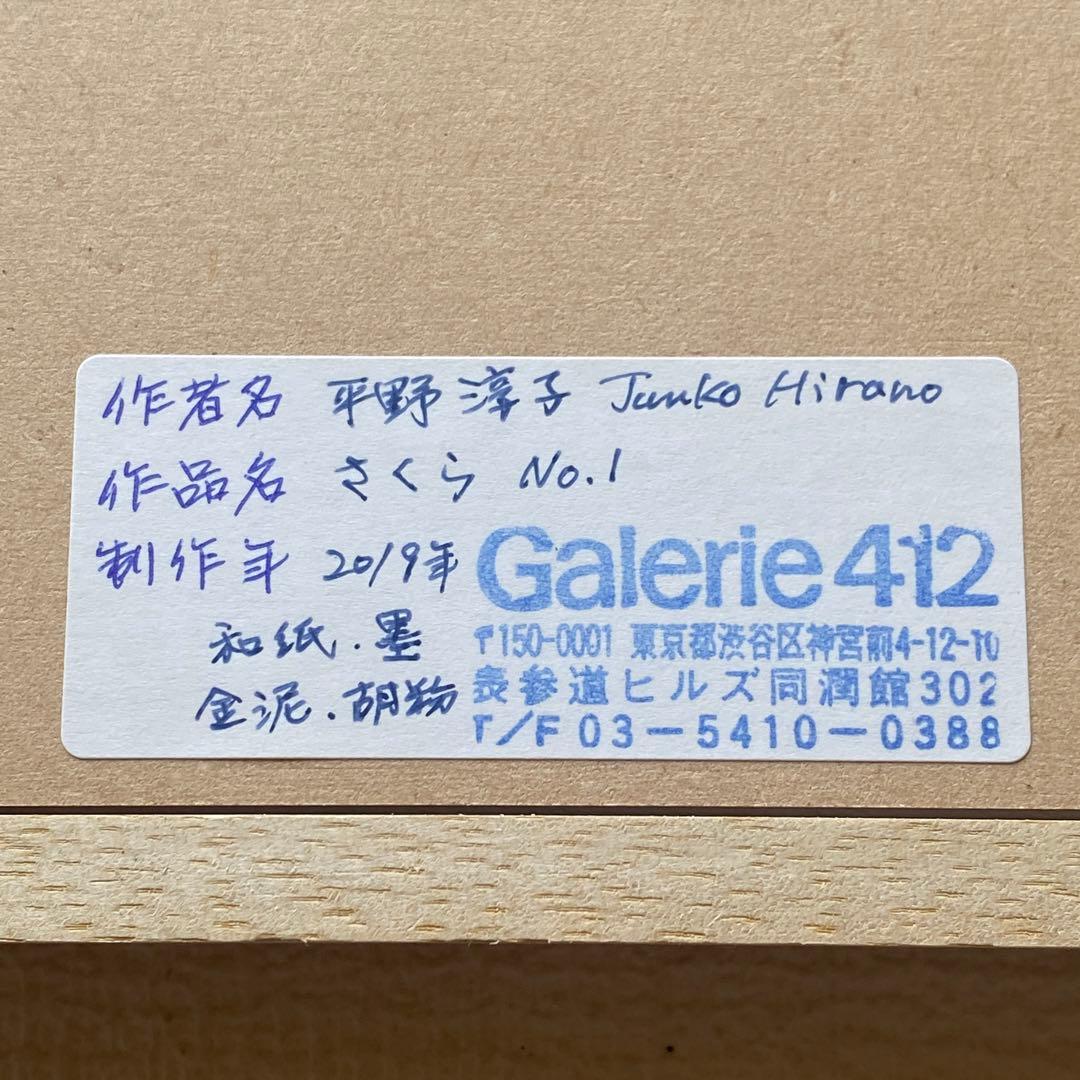 作者名 平野 淳子 Junko Hirano
作品名 さくら No.1
制作年 2019年
和紙.墨
金泥.胡粉
Galerie 412
〒150-0001 東京都渋谷区神宮前4-12-10
表参道ヒルズ同潤館302
T/F 03-5410-0388